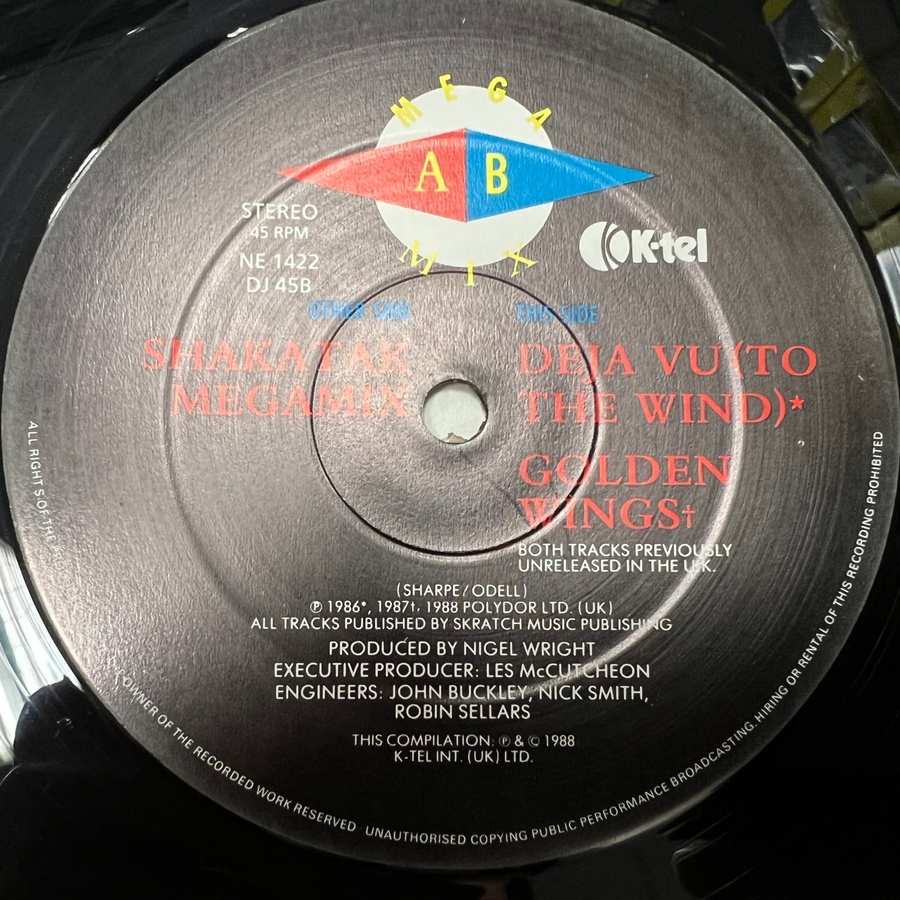 MEGA
A B
MIX
STEREO
45 RPM
NE 1422
DJ 45B
K-tel
OTHER SIDE
SHAKATAK
MEGAMIX
THIS SIDE
DEJA VU (TO
THE WIND)*
GOLDEN
WINGS†
BOTH TRACKS PREVIOUSLY
UNRELEASED IN THE U.K.
(SHARPE/ODELL)
℗ 1986*, 1987†, 1988 POLYDOR LTD. (UK)
ALL TRACKS PUBLISHED BY SKRATCH MUSIC PUBLISHING
PRODUCED BY NIGEL WRIGHT
EXECUTIVE PRODUCER: LES McCUTCHEON
ENGINEERS: JOHN BUCKLEY, NICK SMITH,
ROBIN SELLARS
THIS COMPILATION: ℗ & © 1988
K-TEL INT. (UK) LTD.
ALL RIGHTS OF THE OWNER OF THE RECORDED WORK RESERVED UNAUTHORISED COPYING PUBLIC PERFORMANCE BROADCASTING, HIRING OR RENTAL OF THIS RECORDING PROHIBITED